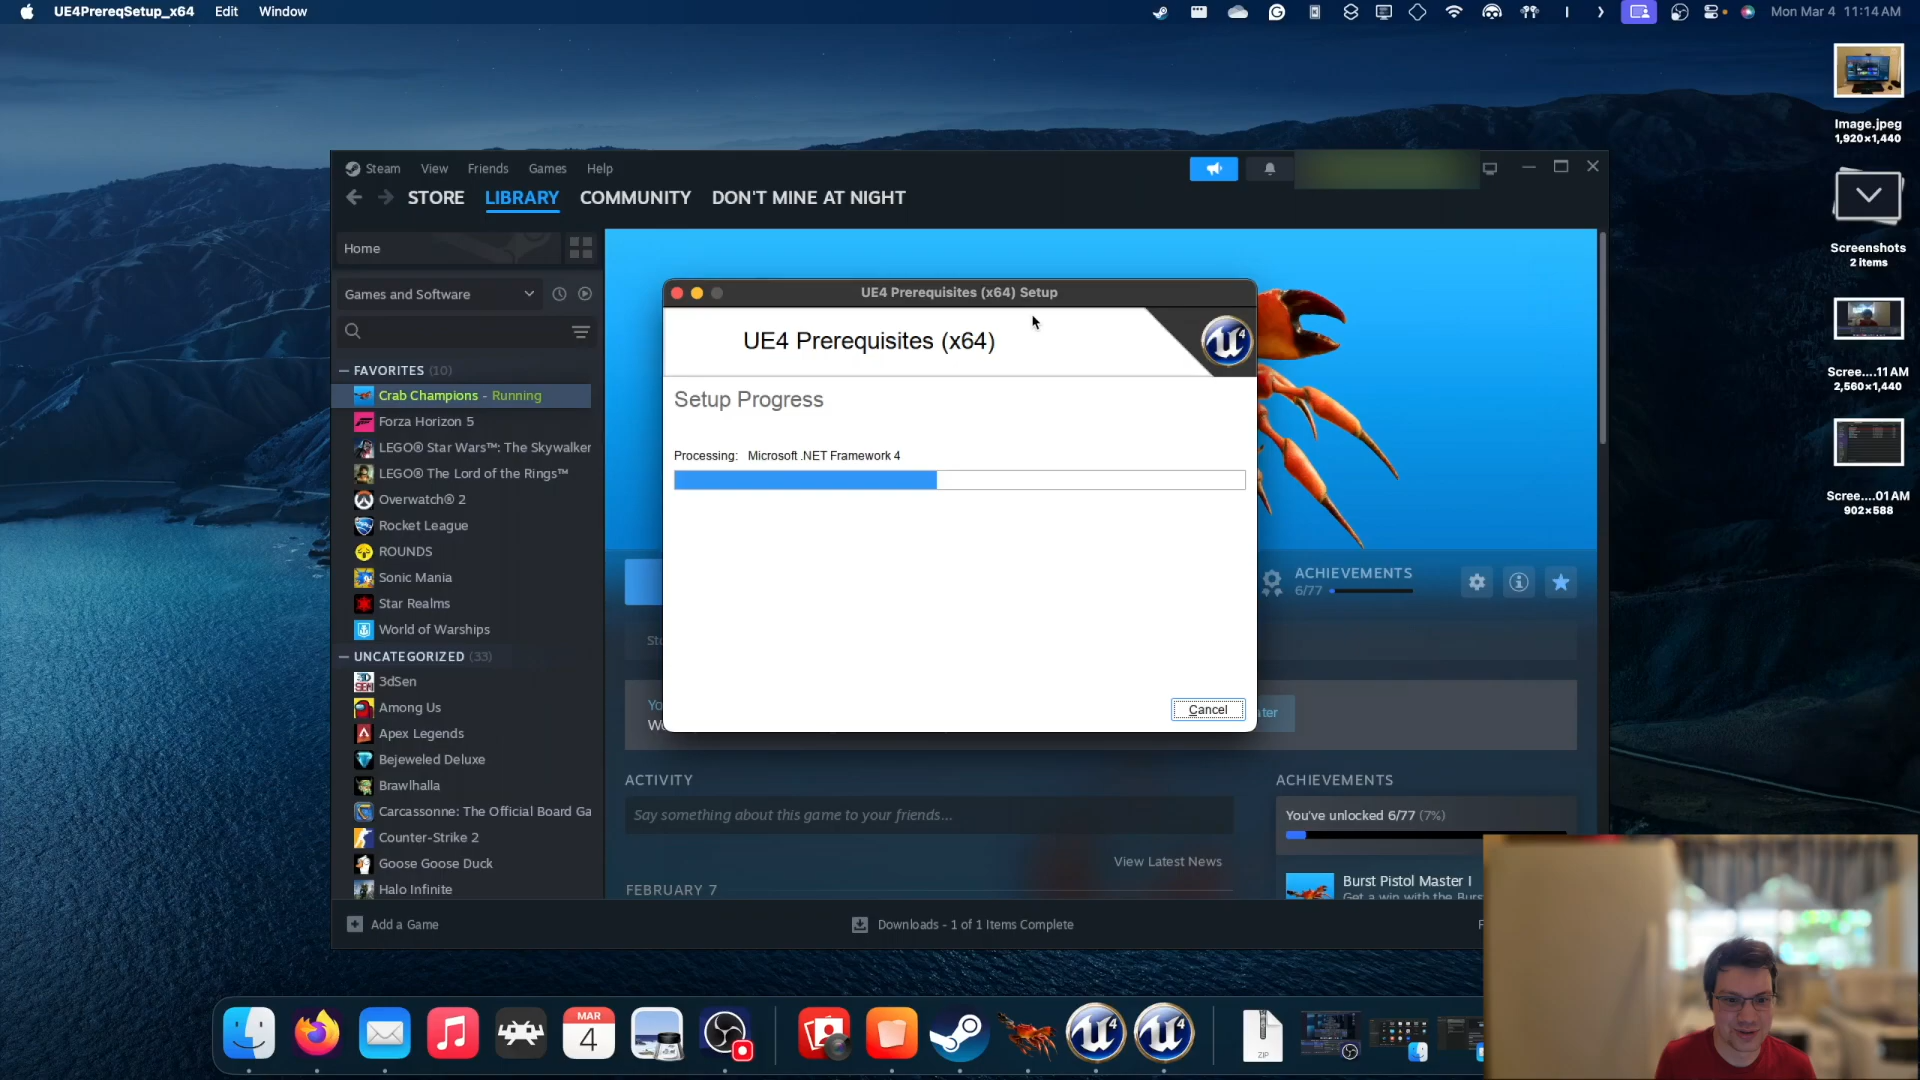 UE4PrereqSetup_x64 Edit Window
Mon Mar 4 11:14 AM
Steam View Friends Games Help
STORE LIBRARY COMMUNITY DON'T MINE AT NIGHT
Home
Games and Software
FAVORITES (10)
Crab Champions - Running
Forza Horizon 5
LEGO® Star Wars™: The Skywalker
LEGO® The Lord of the Rings™
Overwatch® 2
Rocket League
ROUNDS
Sonic Mania
Star Realms
World of Warships
UNCATEGORIZED (33)
3dSen
Among Us
Apex Legends
Bejeweled Deluxe
Brawlhalla
Carcassonne: The Official Board Ga
Counter-Strike 2
Goose Goose Duck
Halo Infinite
Add a Game
UE4 Prerequisites (x64) Setup
UE4 Prerequisites (x64)
Setup Progress
Processing: Microsoft .NET Framework 4
Cancel
ACHIEVEMENTS
6/77
ACTIVITY
Say something about this game to your friends...
View Latest News
FEBRUARY 7
ACHIEVEMENTS
You've unlocked 6/77 (7%)
Burst Pistol Master I
Get a win with the Burs
Downloads - 1 of 1 Items Complete
Image.jpeg
1,920×1,440
Screenshots
2 items
Scree....11 AM
2,560×1,440
Scree....01 AM
902×588
MAR
4
ZIP